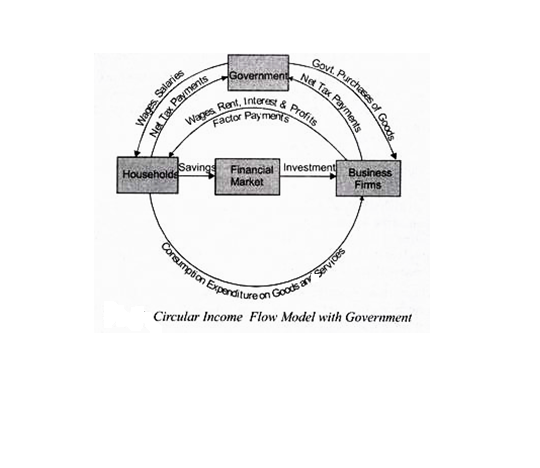 Government
Wages, Salaries
Net Tax Payments
Govt. Purchases of Goods
Net Tax Payments
Wages, Rent, Interest & Profits
Factor Payments
Households
Savings
Financial
Market
Investment
Business
Firms
Consumption Expenditure on Goods and Services
Circular Income Flow Model with Government